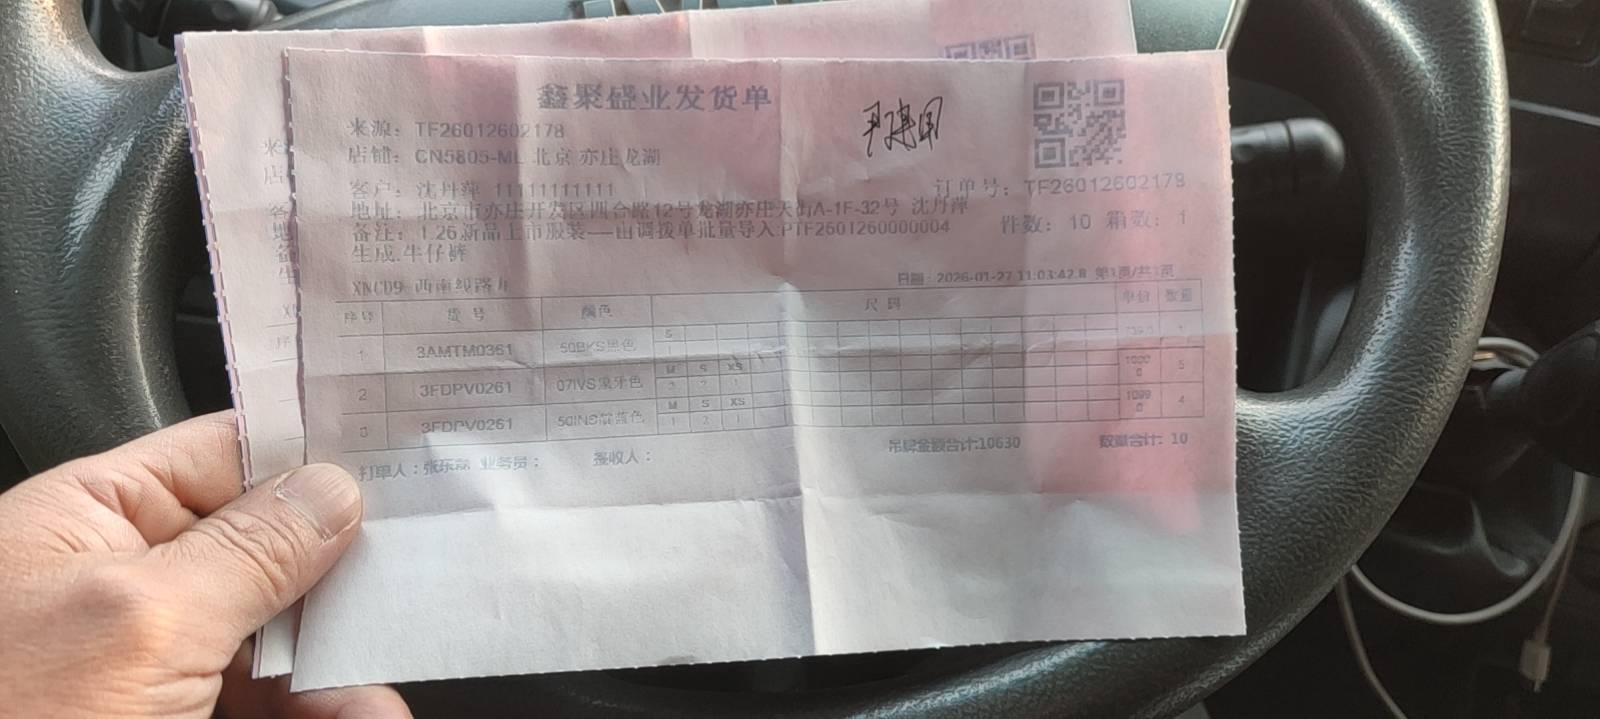 鑫聚盛业发货单
来源：TF26012602178
店铺：CN5805-ML 北京 亦庄龙湖
客户：沈丹萍 11111111111 订单号：TF26012602178
地址：北京市亦庄开发区四合路12号龙湖亦庄天街A-1F-32号 沈丹萍
备注：1.26新品上市服装——由调拨单批量导入PTF2601260000004 件数：10 箱数：1
生成.牛仔裤
XNCD9 西南线路 日期：2026-01-27 11:03:42.8 第1页/共1页
序号 货号 颜色 尺码 单价 数量
S
1 3AMTM0361 50BKS黑色 1
M S XS
2 3FDPV0261 07IVS象牙色 2 2 1 1090 0 5
M S XS
3 3FDPV0261 50INS靛蓝色 1 2 1 1099 0 4
吊牌金额合计:10630 数量合计：10
打单人： 业务员： 签收人：